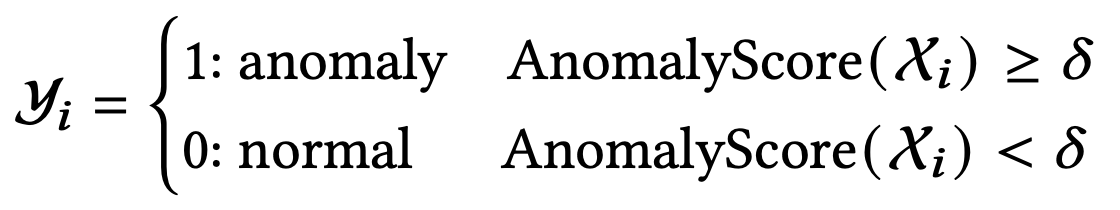 𝒴ᵢ = { 1: anomaly AnomalyScore(𝒳ᵢ) ≥ δ
0: normal AnomalyScore(𝒳ᵢ) < δ